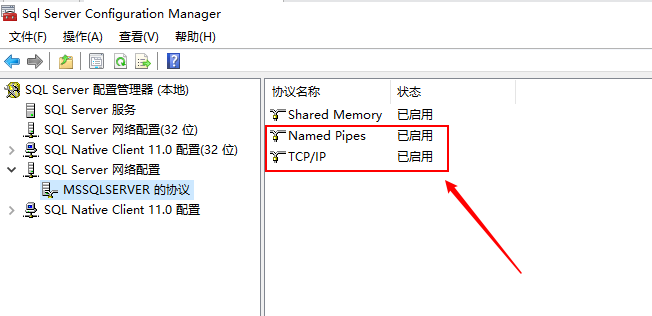 Sql Server Configuration Manager
文件(F) 操作(A) 查看(V) 帮助(H)
SQL Server 配置管理器 (本地)
SQL Server 服务
SQL Server 网络配置(32 位)
SQL Native Client 11.0 配置(32 位)
SQL Server 网络配置
MSSQLSERVER 的协议
SQL Native Client 11.0 配置
协议名称 状态
Shared Memory 已启用
Named Pipes 已启用
TCP/IP 已启用